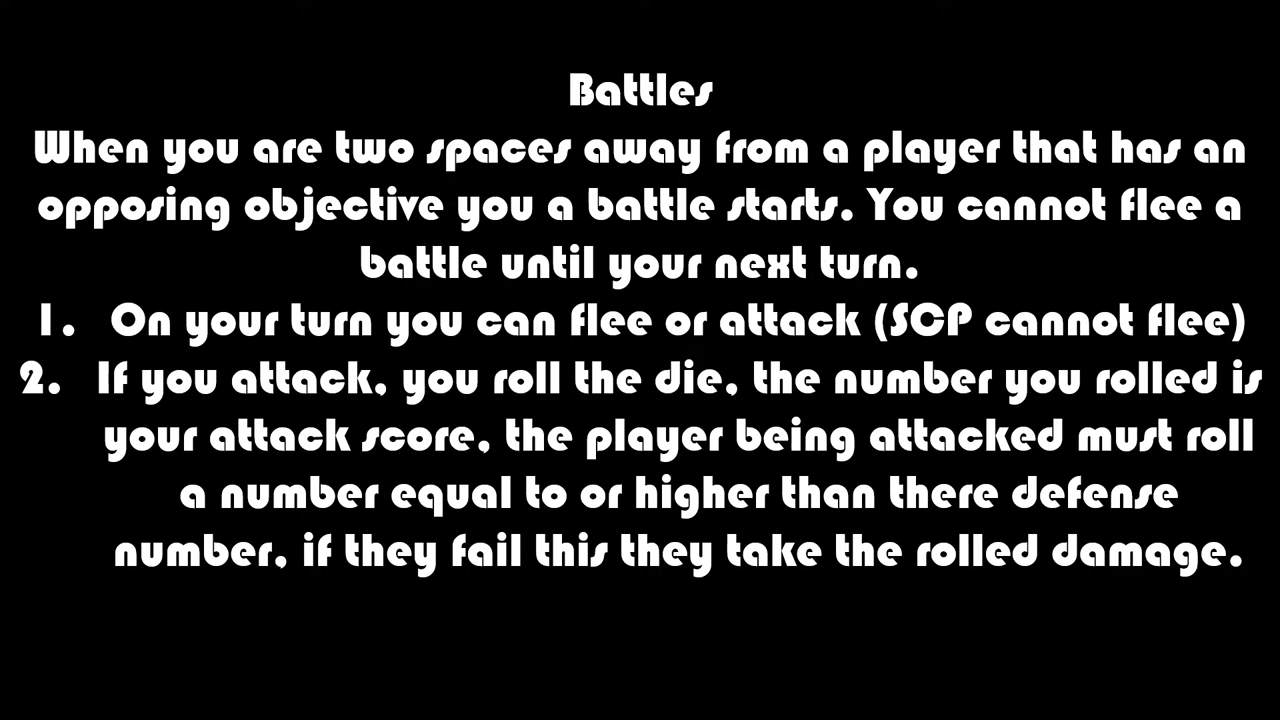 Battles
When you are two spaces away from a player that has an
opposing objective you a battle starts. You cannot flee a
battle until your next turn.
1. On your turn you can flee or attack (SCP cannot flee)
2. If you attack, you roll the die, the number you rolled is
your attack score, the player being attacked must roll
a number equal to or higher than there defense
number, if they fail this they take the rolled damage.